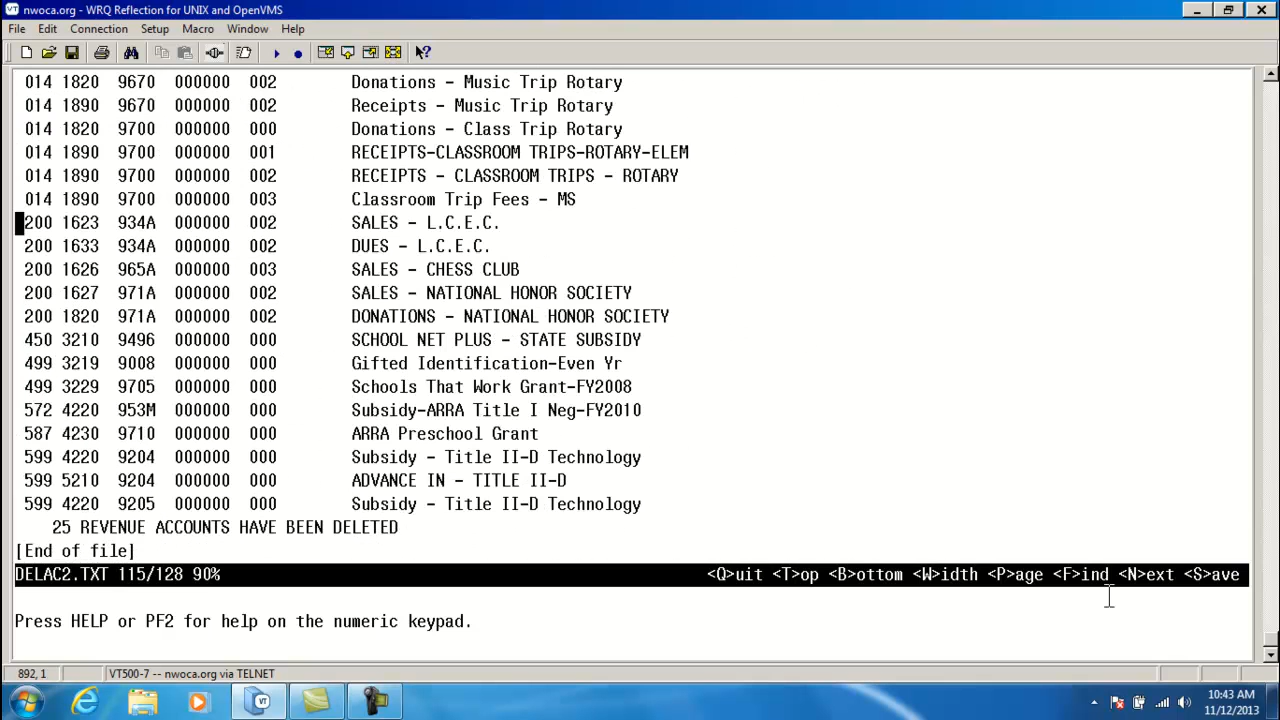 nwoca.org - WRQ Reflection for UNIX and OpenVMS
File Edit Connection Setup Macro Window Help
014 1820 9670 000000 002 Donations - Music Trip Rotary
014 1890 9670 000000 002 Receipts - Music Trip Rotary
014 1820 9700 000000 000 Donations - Class Trip Rotary
014 1890 9700 000000 001 RECEIPTS-CLASSROOM TRIPS-ROTARY-ELEM
014 1890 9700 000000 002 RECEIPTS - CLASSROOM TRIPS - ROTARY
014 1890 9700 000000 003 Classroom Trip Fees - MS
200 1623 934A 000000 002 SALES - L.C.E.C.
200 1633 934A 000000 002 DUES - L.C.E.C.
200 1626 965A 000000 003 SALES - CHESS CLUB
200 1627 971A 000000 002 SALES - NATIONAL HONOR SOCIETY
200 1820 971A 000000 002 DONATIONS - NATIONAL HONOR SOCIETY
450 3210 9496 000000 000 SCHOOL NET PLUS - STATE SUBSIDY
499 3219 9008 000000 000 Gifted Identification-Even Yr
499 3229 9705 000000 000 Schools That Work Grant-FY2008
572 4220 953M 000000 000 Subsidy-ARRA Title I Neg-FY2010
587 4230 9710 000000 000 ARRA Preschool Grant
599 4220 9204 000000 000 Subsidy - Title II-D Technology
599 5210 9204 000000 000 ADVANCE IN - TITLE II-D
599 4220 9205 000000 000 Subsidy - Title II-D Technology
25 REVENUE ACCOUNTS HAVE BEEN DELETED
[End of file]
DELAC2.TXT 115/128 90% <Q>uit <T>op <B>ottom <W>idth <P>age <F>ind <N>ext <S>ave
Press HELP or PF2 for help on the numeric keypad.
892, 1 VT500-7 -- nwoca.org via TELNET
VT
10:43 AM
11/12/2013